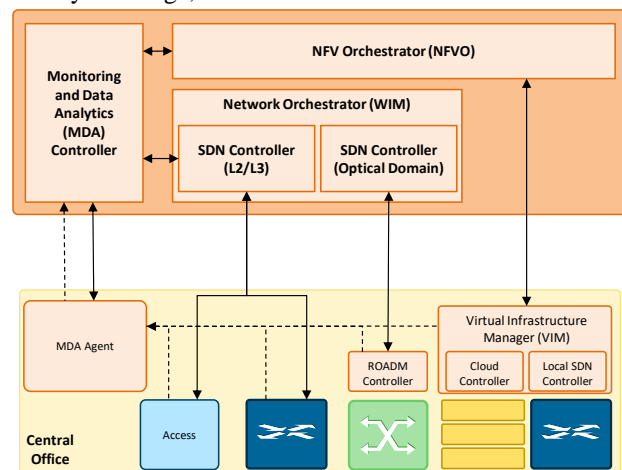 NFV Orchestrator (NFVO)
Monitoring
and Data
Analytics
(MDA)
Controller
Network Orchestrator (WIM)
SDN Controller
(L2/L3)
SDN Controller
(Optical Domain)
MDA Agent
Virtual Infrastructure
Manager (VIM)
ROADM
Controller
Cloud
Controller
Local SDN
Controller
Access
Central
Office